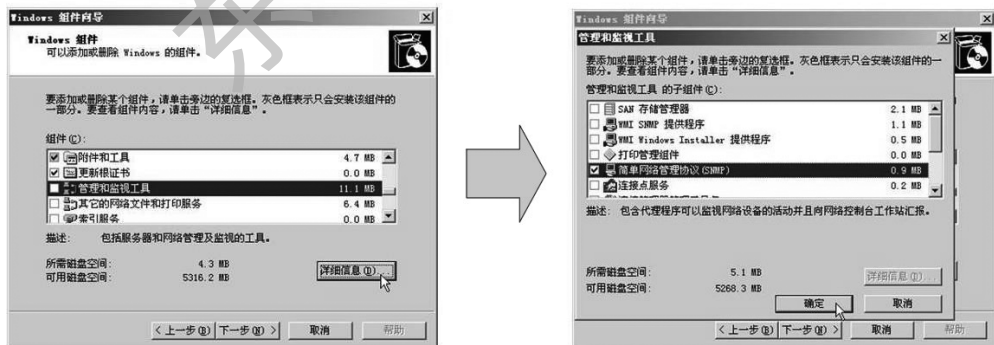 Windows 组件向导
Windows 组件
可以添加或删除 Windows 的组件。
要添加或删除某个组件，请单击旁边的复选框。灰色框表示只会安装该组件的
一部分。要查看组件内容，请单击“详细信息”。
组件(C):
附件和工具 4.7 MB
更新根证书 0.0 MB
管理和监视工具 11.1 MB
其它的网络文件和打印服务 6.4 MB
索引服务 0.0 MB
描述: 包括服务器和网络管理及监视的工具。
所需磁盘空间: 4.3 MB
可用磁盘空间: 5316.2 MB
详细信息(D)...
<上一步(B) 下一步(N)> 取消 帮助
Windows 组件向导
管理和监视工具
要添加或删除某个组件，请单击旁边的复选框。灰色框表示只会安装该组件的一
部分。要查看组件内容，请单击“详细信息”。
管理和监视工具 的子组件(C):
SAN 存储管理器 2.1 MB
WMI SNMP 提供程序 1.1 MB
WMI Windows Installer 提供程序 0.5 MB
打印管理组件 0.0 MB
简单网络管理协议(SNMP) 0.9 MB
连接点服务 0.2 MB
描述: 包含代理程序可以监视网络设备的活动并且向网络控制台工作站汇报。
所需磁盘空间: 5.1 MB
可用磁盘空间: 5268.3 MB
详细信息(D)...
确定 取消
<上一步(B) 下一步(N)> 取消 帮助